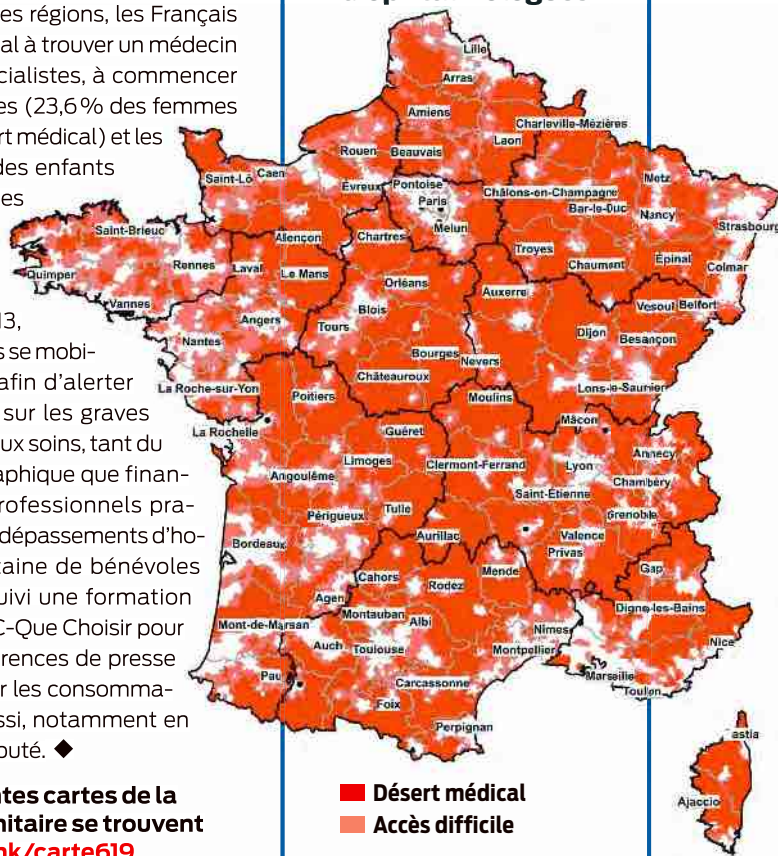 es régions, les Français
al à trouver un médecin
cialistes, à commencer
es (23,6 % des femmes
rt médical) et les
des enfants
es
13,
s se mobi-
afin d'alerter
sur les graves
ux soins, tant du
aphique que finan-
rofessionnels pra-
dépassements d'ho-
taine de bénévoles
uivi une formation
C-Que Choisir pour
rences de presse
r les consomma-
ssi, notamment en
outé. ◆
ntes cartes de la
nitaire se trouvent
nk/carte619
Lille
Arras
Amiens
Charleville-Mézières
Laon
Rouen Beauvais
Saint-Lô Caen
Évreux Pontoise
Metz
Paris
Châlons-en-Champagne
Bar-le-Duc
Nancy
Melun
Strasbourg
Saint-Brieuc
Alençon Chartres
Troyes
Épinal
Rennes Laval Le Mans
Chaumont
Colmar
Quimper
Orléans
Auxerre
Vannes
Blois
Vesoul Belfort
Angers
Tours
Dijon
Besançon
Nantes
Bourges
Nevers
Châteauroux
La Roche-sur-Yon
Poitiers
Moulins
Lons-le-Saunier
Mâcon
La Rochelle
Guéret
Annecy
Limoges
Clermont-Ferrand
Lyon
Angoulême
Chambéry
Saint-Étienne
Périgueux
Tulle
Grenoble
Bordeaux
Aurillac
Valence
Privas
Cahors
Mende
Gap
Rodez
Agen
Digne-les-Bains
Montauban
Albi
Mont-de-Marsan
Nîmes
Nice
Auch
Toulouse
Montpellier
Pau
Marseille
Carcassonne
Toulon
Foix
Perpignan
astia
Ajaccio
Désert médical
Accès difficile